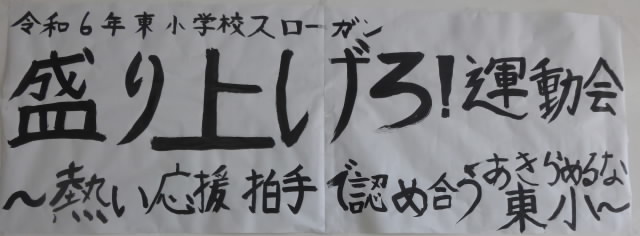 令和6年東小学校スローガン
盛り上げろ!運動会
～熱い応援 拍手で認め合う あきらめるな 東小～